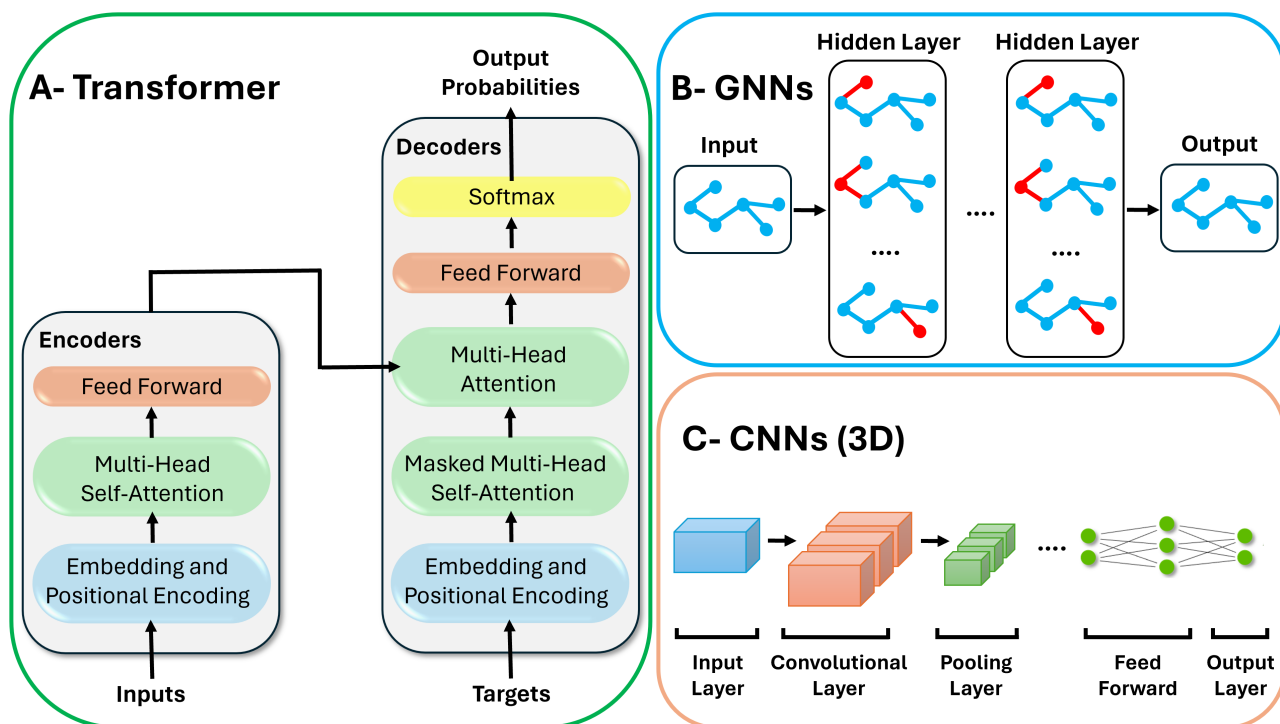 A- Transformer
Output
Probabilities
Decoders
Softmax
Feed Forward
Multi-Head
Attention
Masked Multi-Head
Self-Attention
Embedding and
Positional Encoding
Targets
Encoders
Feed Forward
Multi-Head
Self-Attention
Embedding and
Positional Encoding
Inputs
B- GNNs
Input
Hidden Layer
....
....
Hidden Layer
....
Output
C- CNNs (3D)
....
Input
Layer
Convolutional
Layer
Pooling
Layer
Feed
Forward
Output
Layer